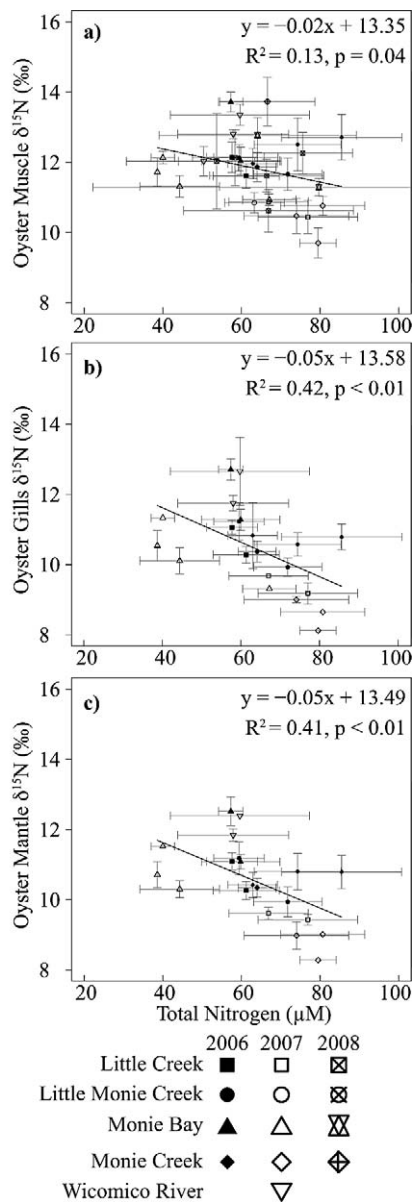 a)
y = −0.02x + 13.35
R² = 0.13, p = 0.04
Oyster Muscle δ¹⁵N (‰)
16
14
12
10
8
20 40 60 80 100
b)
y = −0.05x + 13.58
R² = 0.42, p < 0.01
Oyster Gills δ¹⁵N (‰)
16
14
12
10
8
20 40 60 80 100
c)
y = −0.05x + 13.49
R² = 0.41, p < 0.01
Oyster Mantle δ¹⁵N (‰)
16
14
12
10
8
20 40 60 80 100
Total Nitrogen (µM)
2006 2007 2008
Little Creek
Little Monie Creek
Monie Bay
Monie Creek
Wicomico River